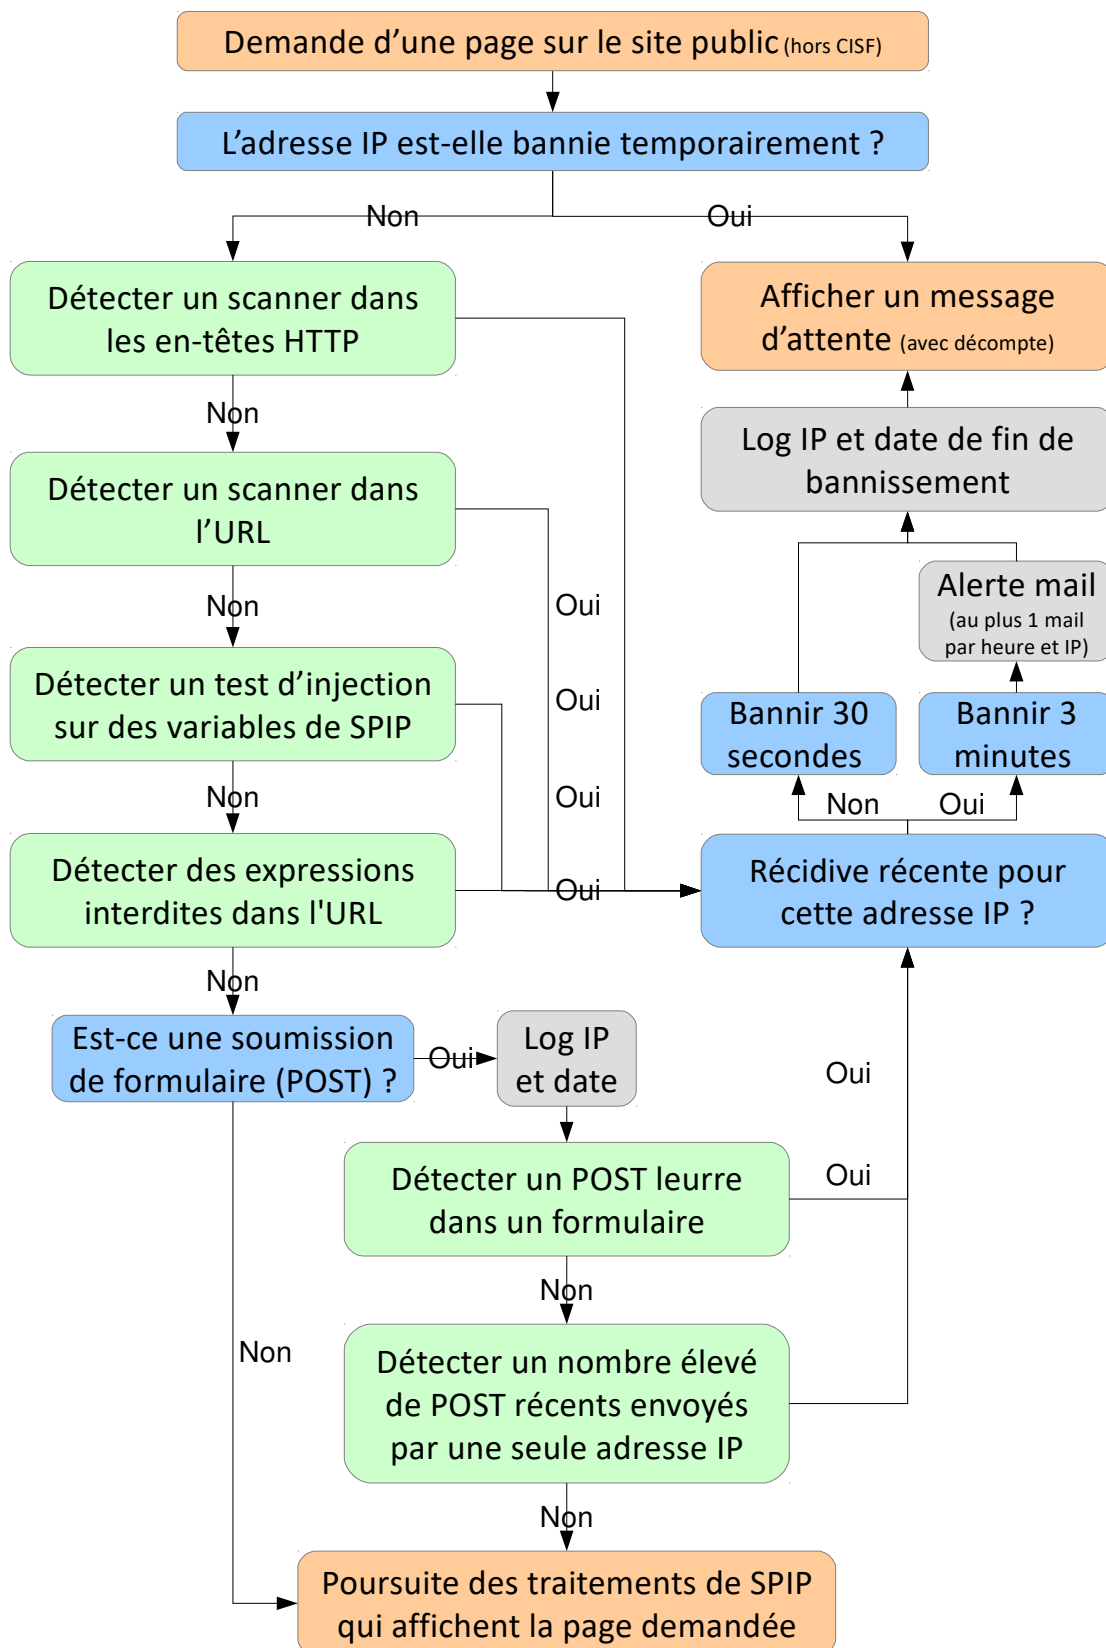 Demande d’une page sur le site public (hors CISF)
L’adresse IP est-elle bannie temporairement ?
Non
Oui
Détecter un scanner dans
les en-têtes HTTP
Afficher un message
d’attente (avec décompte)
Non
Log IP et date de fin de
bannissement
Détecter un scanner dans
l’URL
Non
Oui
Alerte mail
(au plus 1 mail
par heure et IP)
Détecter un test d’injection
sur des variables de SPIP
Oui
Bannir 30
secondes
Bannir 3
minutes
Non
Oui
Non
Oui
Détecter des expressions
interdites dans l'URL
Oui
Récidive récente pour
cette adresse IP ?
Non
Est-ce une soumission
de formulaire (POST) ?
Oui
Log IP
et date
Oui
Détecter un POST leurre
dans un formulaire
Oui
Non
Non
Détecter un nombre élevé
de POST récents envoyés
par une seule adresse IP
Non
Poursuite des traitements de SPIP
qui affichent la page demandée